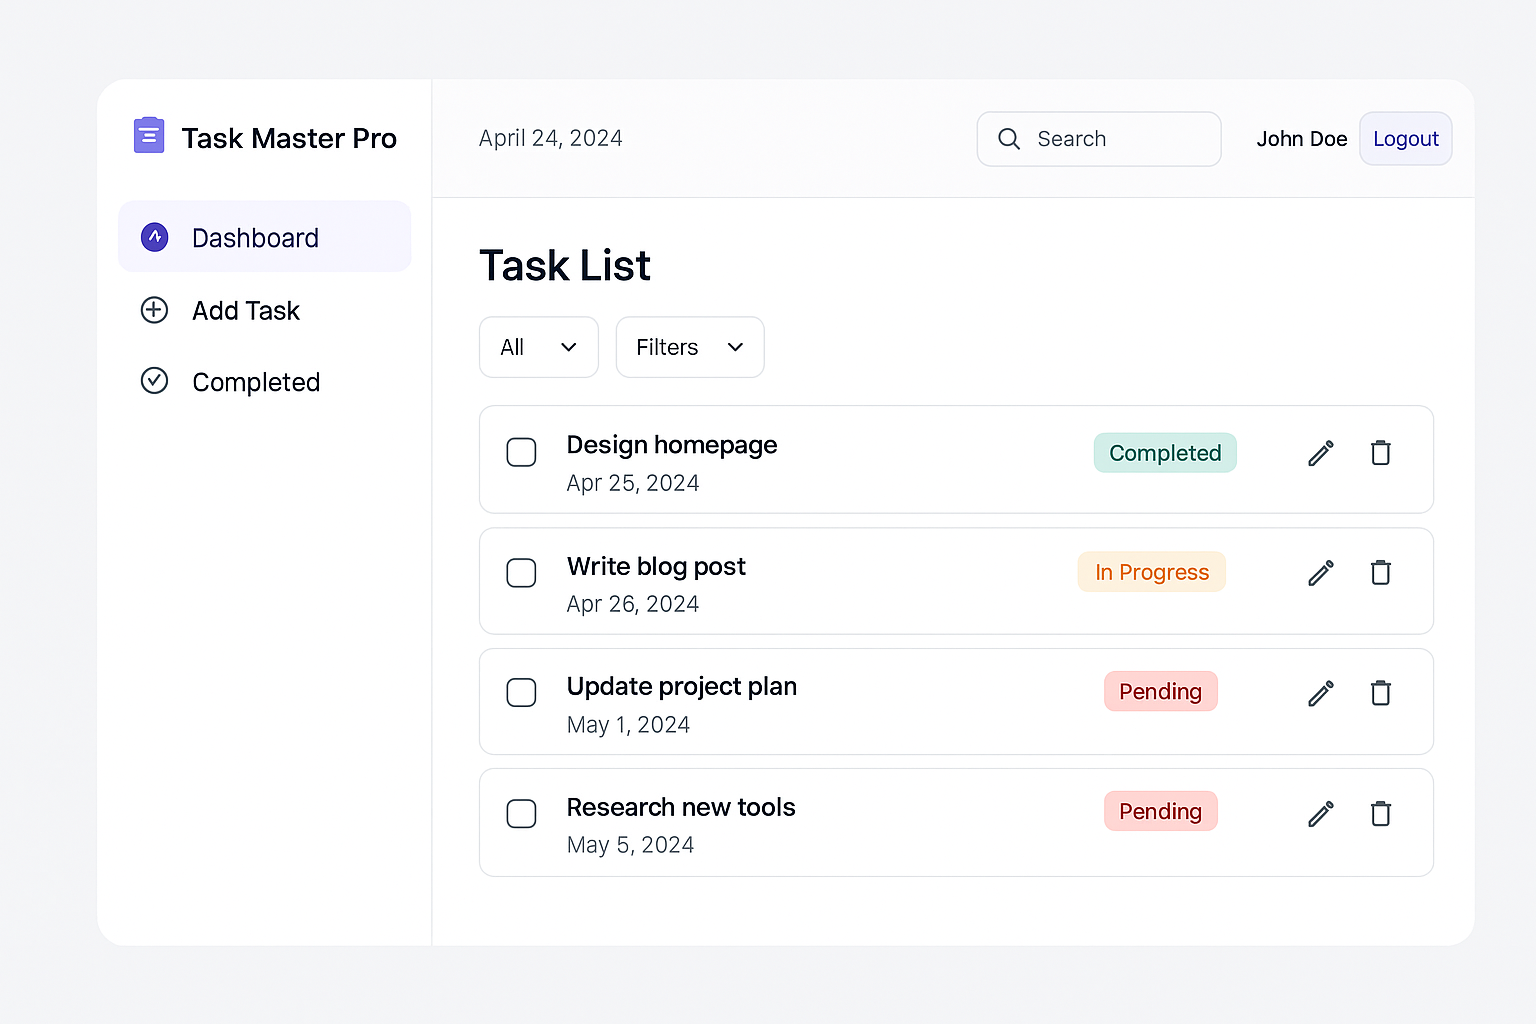 Task Master Pro
April 24, 2024
Search
John Doe
Logout
Dashboard
Add Task
Completed
Task List
All
Filters
Design homepage
Apr 25, 2024
Completed
Write blog post
Apr 26, 2024
In Progress
Update project plan
May 1, 2024
Pending
Research new tools
May 5, 2024
Pending